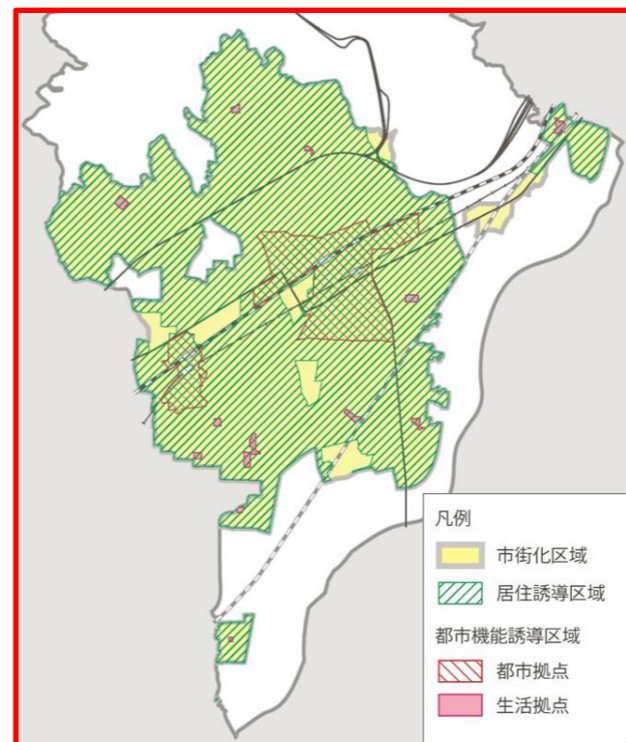 凡例
市街化区域
居住誘導区域
都市機能誘導区域
都市拠点
生活拠点